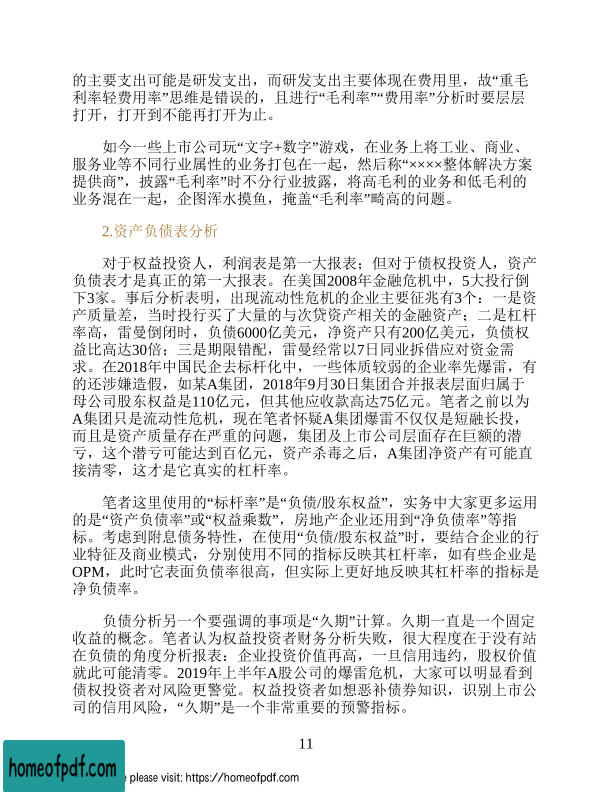 的主要支出可能是研发支出，而研发支出主要体现在费用里，故“重毛
利率轻费用率”思维是错误的，且进行“毛利率”“费用率”分析时要层层
打开，打开到不能再打开为止。
如今一些上市公司玩“文字+数字”游戏，在业务上将工业、商业、
服务业等不同行业属性的业务打包在一起，然后称“××××整体解决方案
提供商”，披露“毛利率”时不分行业披露，将高毛利的业务和低毛利的
业务混在一起，企图浑水摸鱼，掩盖“毛利率”畸高的问题。
2.资产负债表分析
对于权益投资人，利润表是第一大报表；但对于债权投资人，资产
负债表才是真正的第一大报表。在美国2008年金融危机中，5大投行倒
下3家。事后分析表明，出现流动性危机的企业主要征兆有3个：一是资
产质量差，当时投行买了大量的与次贷资产相关的金融资产；二是杠杆
率高，雷曼倒闭时，负债6000亿美元，净资产只有200亿美元，负债权
益比高达30倍；三是期限错配，雷曼经常以7日同业拆借应对资金需
求。在2018年中国民企去标杆化中，一些体质较弱的企业率先爆雷，有
的还涉嫌造假，如某A集团，2018年9月30日集团合并报表层面归属于
母公司股东权益是110亿元，但其他应收款高达75亿元。笔者之前以为
A集团只是流动性危机，现在笔者怀疑A集团爆雷不仅仅是短融长投，
而且是资产质量存在严重的问题，集团及上市公司层面存在巨额的潜
亏，这个潜亏可能达到百亿元，资产杀毒之后，A集团净资产有可能直
接清零，这才是它真实的杠杆率。
笔者这里使用的“标杆率”是“负债/股东权益”，实务中大家更多运用
的是“资产负债率”或“权益乘数”，房地产企业还用到“净负债率”等指
标。考虑到附息债务特性，在使用“负债/股东权益”时，要结合企业的行
业特征及商业模式，分别使用不同的指标反映其杠杆率，如有些企业是
OPM，此时它表面负债率很高，但实际上更好地反映其杠杆率的指标是
净负债率。
负债分析另一个要强调的事项是“久期”计算。久期一直是一个固定
收益的概念。笔者认为权益投资者财务分析失败，很大程度在于没有站
在负债的角度分析报表：企业投资价值再高，一旦信用违约，股权价值
就此可能清零。2019年上半年A股公司的爆雷危机，大家可以明显看到
债权投资者对风险更警觉。权益投资者如想恶补债券知识，识别上市公
司的信用风险，“久期”是一个非常重要的预警指标。
11
homeofpdf.com
please visit: https://homeofpdf.com